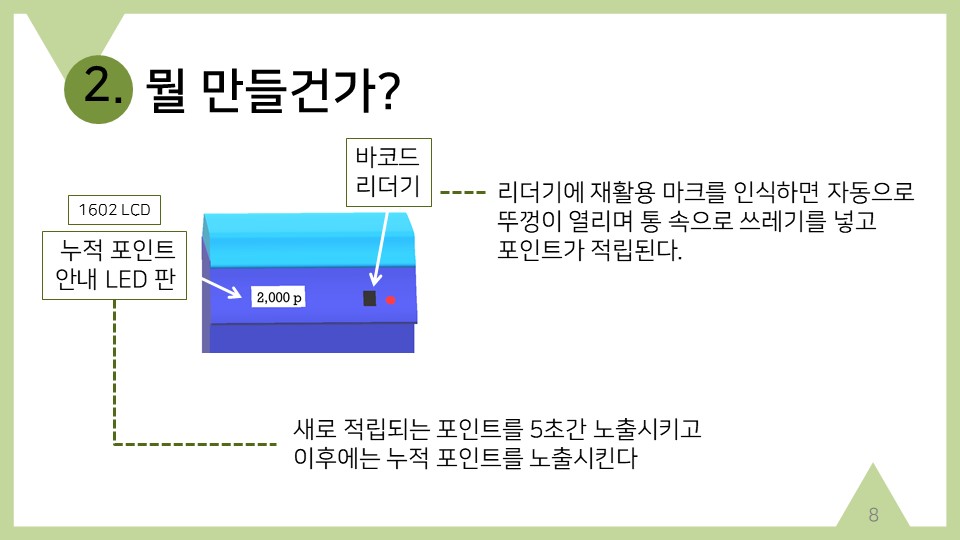 2. 뭘 만들건가?
바코드
리더기
리더기에 재활용 마크를 인식하면 자동으로
뚜껑이 열리며 통 속으로 쓰레기를 넣고
포인트가 적립된다.
1602 LCD
누적 포인트
안내 LED 판
2,000 p
새로 적립되는 포인트를 5초간 노출시키고
이후에는 누적 포인트를 노출시킨다
8